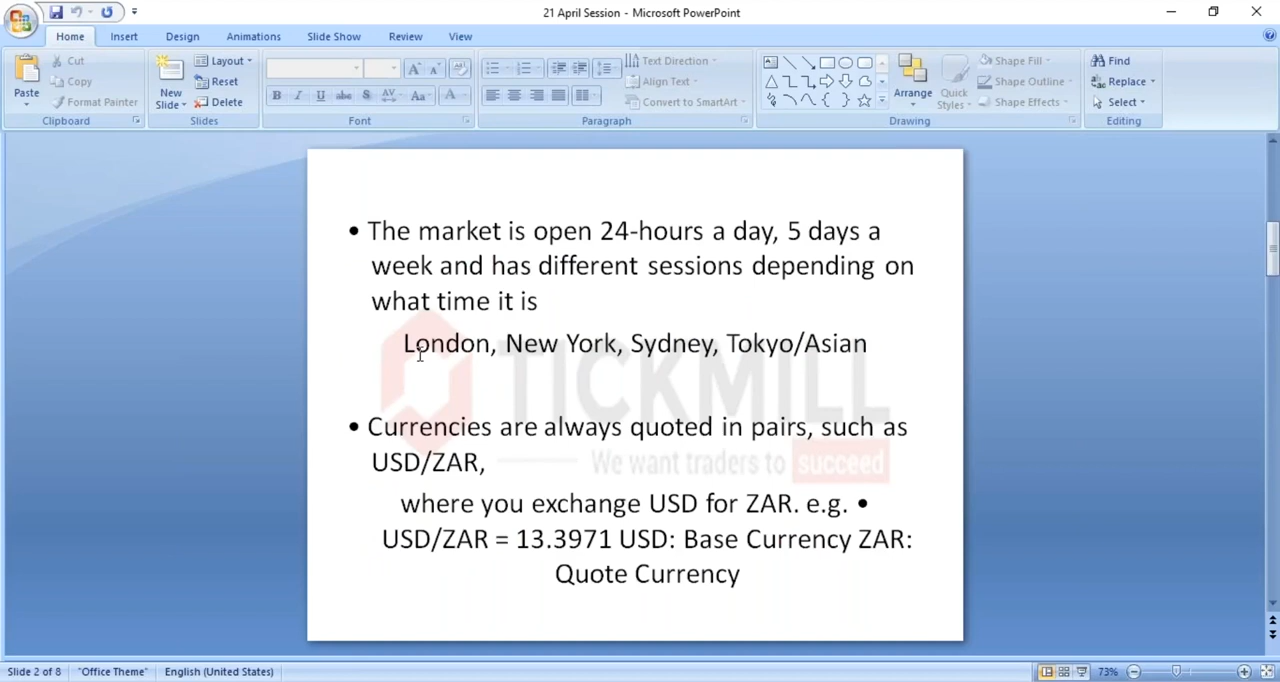 21 April Session - Microsoft PowerPoint
Home Insert Design Animations Slide Show Review View
Paste
Cut
Copy
Format Painter
Clipboard
New Slide
Layout
Reset
Delete
Slides
B I U abc S AV Aa A
Font
Text Direction
Align Text
Convert to SmartArt
Paragraph
Arrange
Quick Styles
Shape Fill
Shape Outline
Shape Effects
Drawing
Find
Replace
Select
Editing
• The market is open 24-hours a day, 5 days a
week and has different sessions depending on
what time it is
London, New York, Sydney, Tokyo/Asian
TICKMILL
• Currencies are always quoted in pairs, such as
USD/ZAR,
We want traders to succeed
where you exchange USD for ZAR. e.g. •
USD/ZAR = 13.3971 USD: Base Currency ZAR:
Quote Currency
Slide 2 of 8 "Office Theme" English (United States) 73%